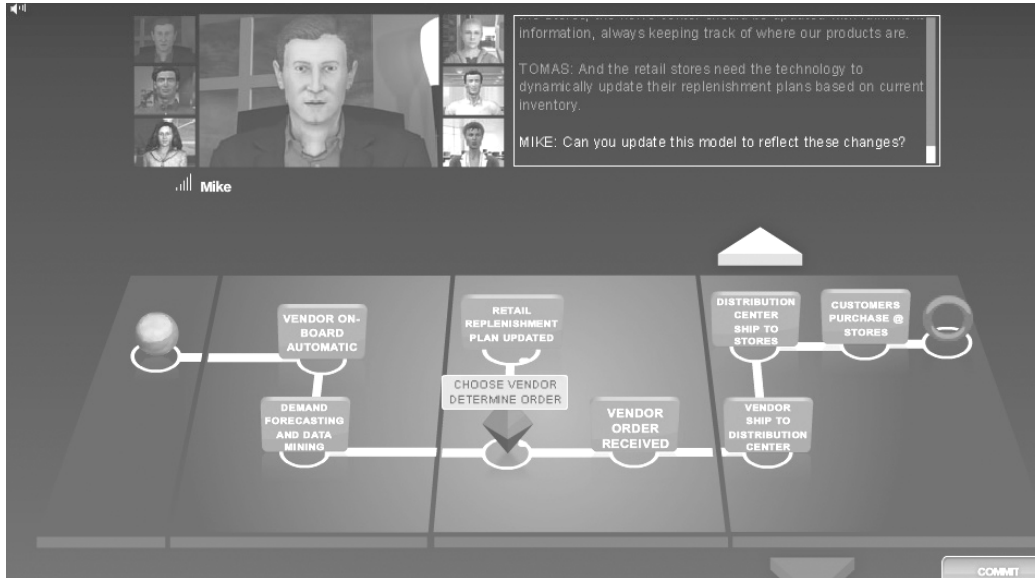 information, always keeping track of where our products are.
TOMAS: And the retail stores need the technology to
dynamically update their replenishment plans based on current
inventory.
MIKE: Can you update this model to reflect these changes?
Mike
VENDOR ON-
BOARD
AUTOMATIC
RETAIL
REPLENISHMENT
PLAN UPDATED
DISTRIBUTION
CENTER
SHIP TO
STORES
CUSTOMERS
PURCHASE @
STORES
CHOOSE VENDOR
DETERMINE ORDER
DEMAND
FORECASTING
AND DATA
MINING
VENDOR
ORDER
RECEIVED
VENDOR
SHIP TO
DISTRIBUTION
CENTER
COMMIT